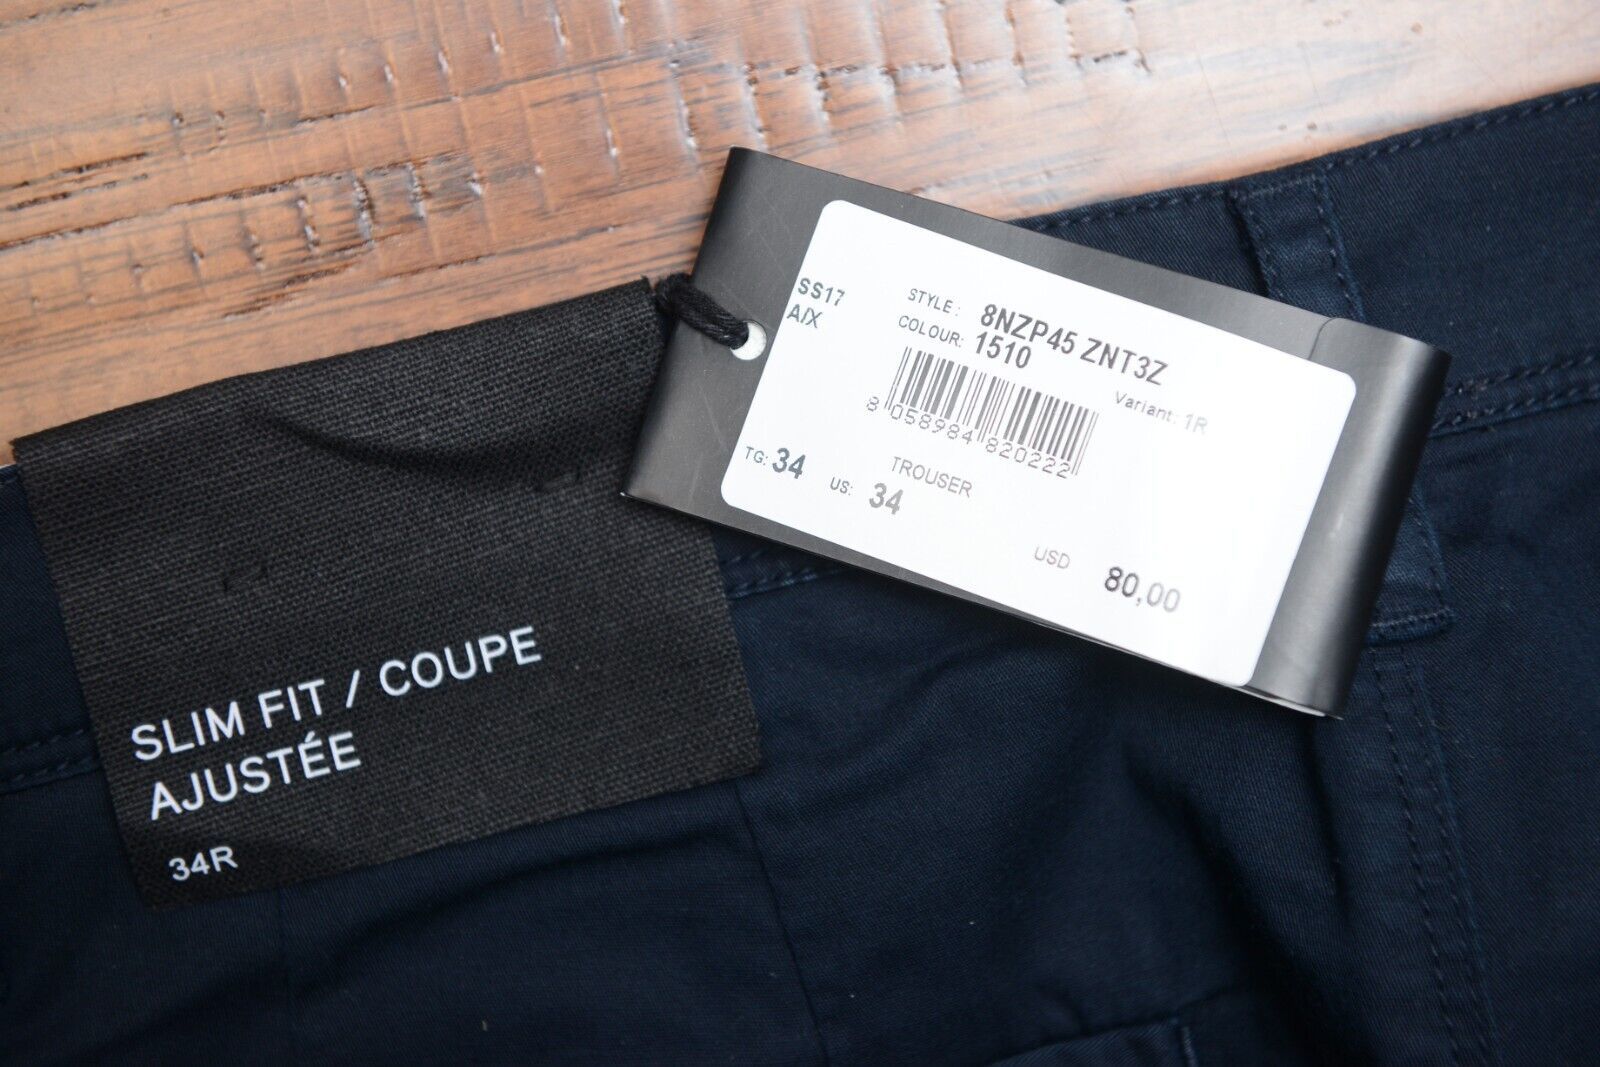 SS17
A/X
STYLE: 8NZP45 ZNT3Z
COLOUR: 1510
Variant: 1R
8 058984 820222
TG: 34
US: 34
TROUSER
USD 80,00
SLIM FIT / COUPE
AJUSTÉE
34R